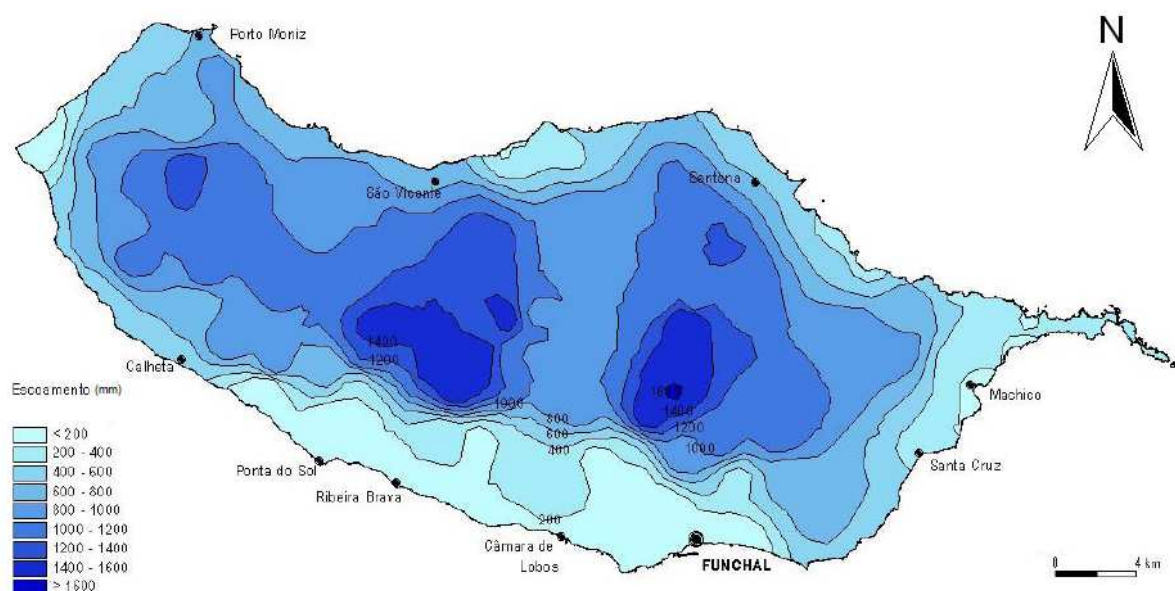 Porto Moniz
N
São Vicente
Santana
1400
1200
Calheta
1000
800
600
400
1400
1200
1000
Machico
Escoamento (mm)
< 200
200 - 400
400 - 600
600 - 800
800 - 1000
1000 - 1200
1200 - 1400
1400 - 1600
> 1600
Ponta do Sol
Ribeira Brava
Santa Cruz
200
Câmara de
Lobos
FUNCHAL
0 4 km